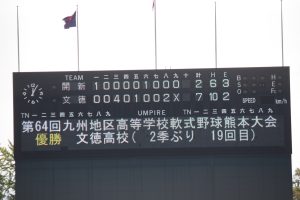 TEAM 一二三四五六七八九十 計 H E
開新 100001000 2 6 3 B
文徳 00401002X 7 10 2
SPEED km/h
TN 一二三四五六七八九 UMPIRE TN 一二三四五六七八九
第64回九州地区高等学校軟式野球熊本大会
優勝 文徳高校( 2季ぶり 19回目)